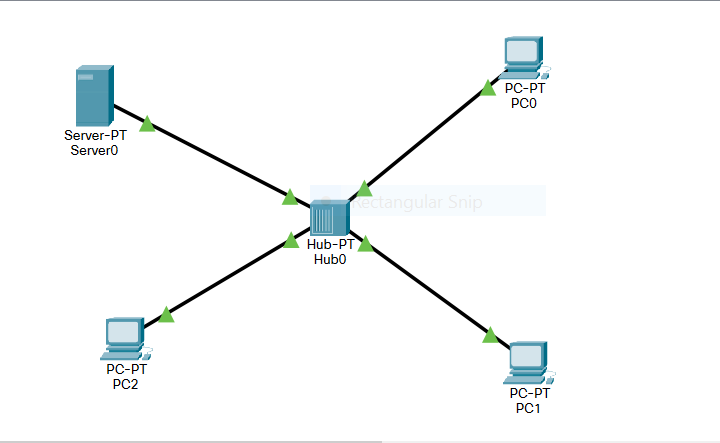 PC-PT
PC0
Server-PT
Server0
Rectangular Snip
Hub-PT
Hub0
PC-PT
PC2
PC-PT
PC1